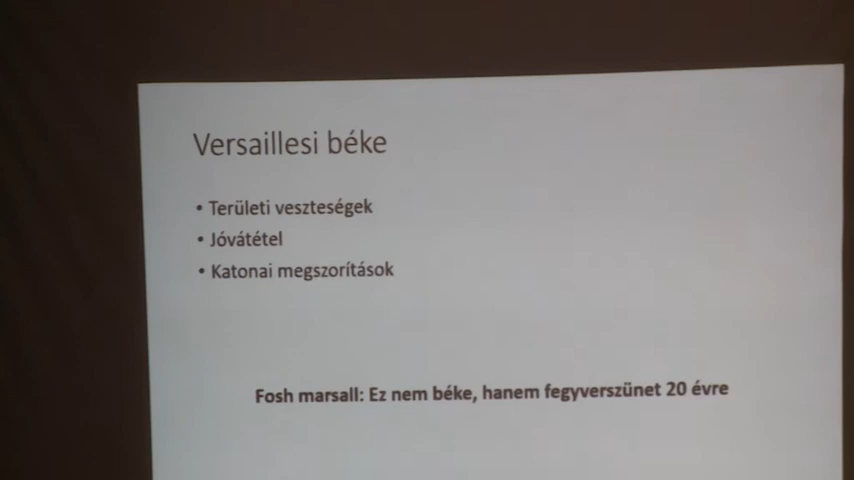 Versaillesi béke
• Területi veszteségek
• Jóvátétel
• Katonai megszorítások
Fosh marsall: Ez nem béke, hanem fegyverszünet 20 évre